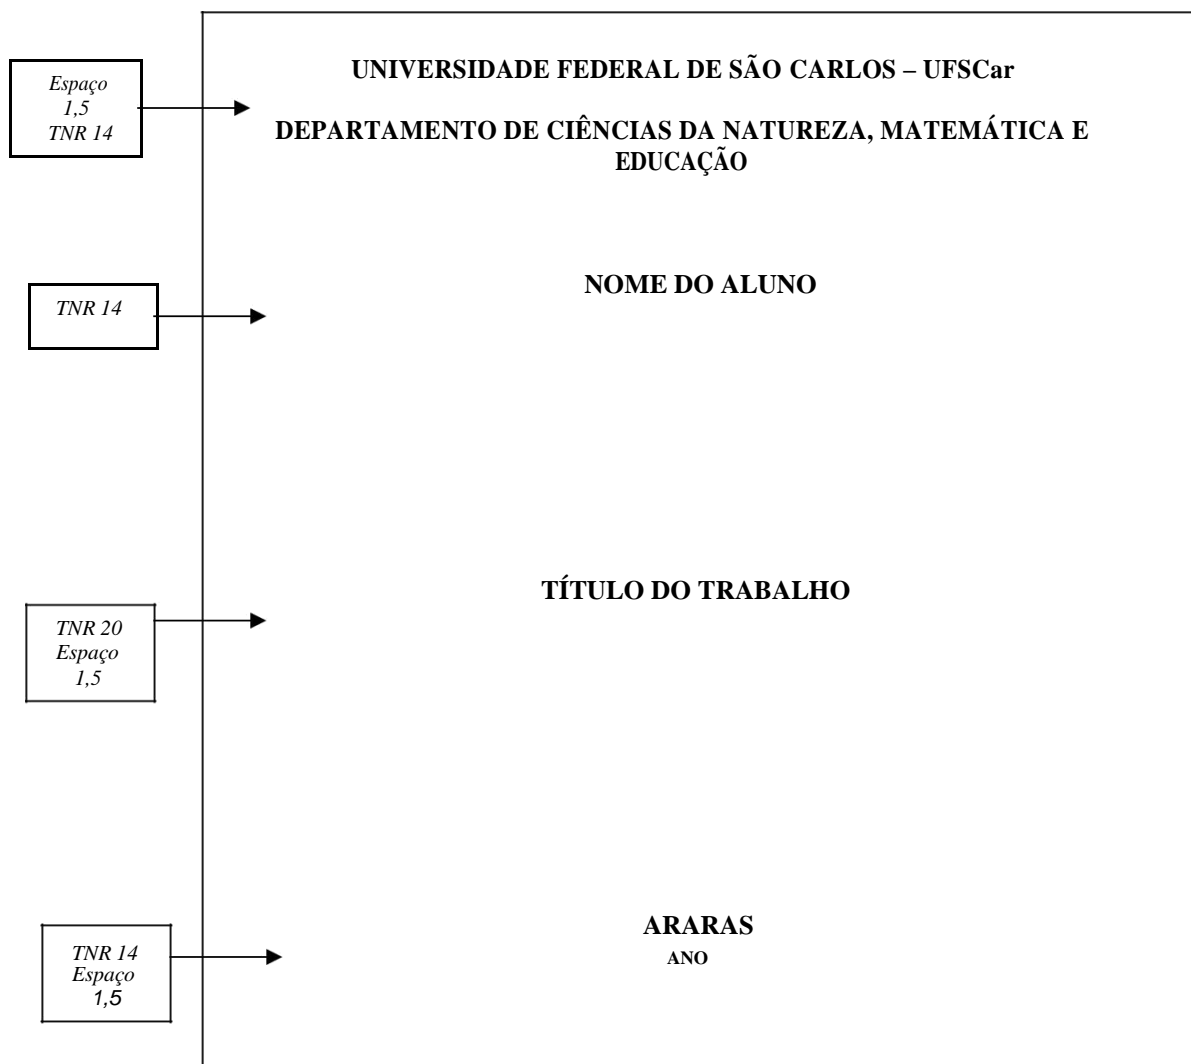 Espaço
1,5
TNR 14
UNIVERSIDADE FEDERAL DE SÃO CARLOS – UFSCar
DEPARTAMENTO DE CIÊNCIAS DA NATUREZA, MATEMÁTICA E
EDUCAÇÃO
TNR 14
NOME DO ALUNO
TÍTULO DO TRABALHO
TNR 20
Espaço
1,5
ARARAS
ANO
TNR 14
Espaço
1,5